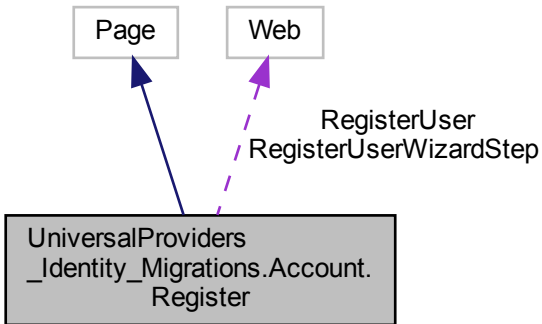 Page
Web
RegisterUser
RegisterUserWizardStep
UniversalProviders
_Identity_Migrations.Account.
Register